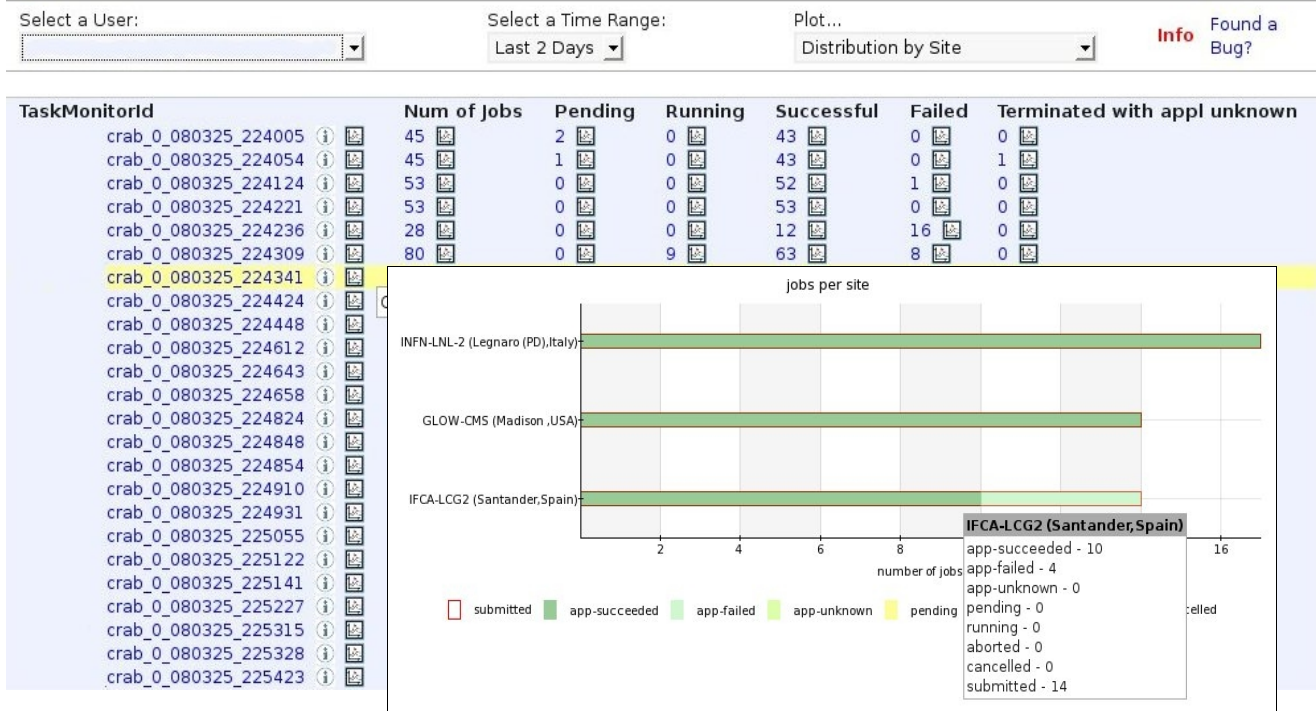 Select a User: Select a Time Range: Plot... Info Found a
Last 2 Days Distribution by Site Bug?
TaskMonitorId Num of Jobs Pending Running Successful Failed Terminated with appl unknown
crab_0_080325_224005 45 2 0 43 0 0
crab_0_080325_224054 45 1 0 43 0 1
crab_0_080325_224124 53 0 0 52 1 0
crab_0_080325_224221 53 0 0 53 0 0
crab_0_080325_224236 28 0 0 12 16 0
crab_0_080325_224309 80 0 9 63 8 0
crab_0_080325_224341
crab_0_080325_224424
crab_0_080325_224448
crab_0_080325_224612
crab_0_080325_224643
crab_0_080325_224658
crab_0_080325_224824
crab_0_080325_224848
crab_0_080325_224854
crab_0_080325_224910
crab_0_080325_224931
crab_0_080325_225055
crab_0_080325_225122
crab_0_080325_225141
crab_0_080325_225227
crab_0_080325_225315
crab_0_080325_225328
crab_0_080325_225423
jobs per site
INFN-LNL-2 (Legnaro (PD),Italy)
GLOW-CMS (Madison ,USA)
IFCA-LCG2 (Santander,Spain)
2 4 6 8 16
number of jobs
submitted app-succeeded app-failed app-unknown pending
IFCA-LCG2 (Santander,Spain)
app-succeeded - 10
app-failed - 4
app-unknown - 0
pending - 0
running - 0
aborted - 0
cancelled - 0
submitted - 14